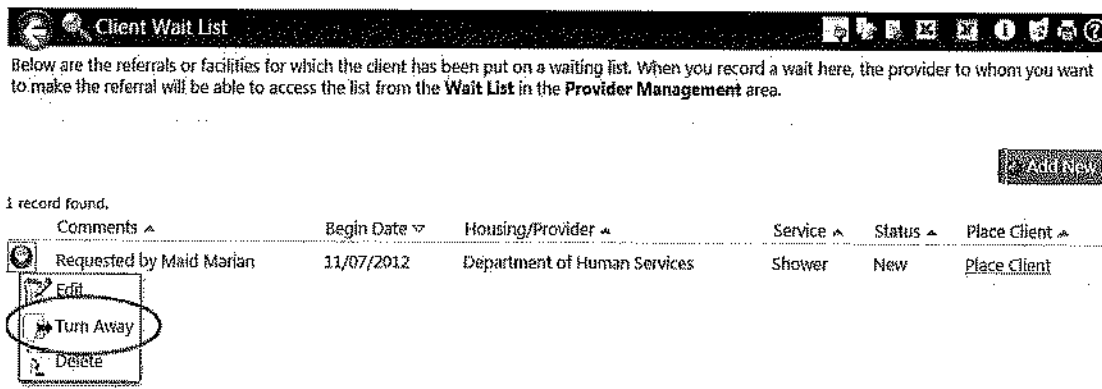 Client Wait List
Below are the referrals or facilities for which the client has been put on a waiting list. When you record a wait here, the provider to whom you want
to make the referral will be able to access the list from the Wait List in the Provider Management area.
Add New
1 record found.
Comments Begin Date Housing/Provider Service Status Place Client
Requested by Maid Marian 11/07/2012 Department of Human Services Shower New Place Client
Edit
Turn Away
Delete